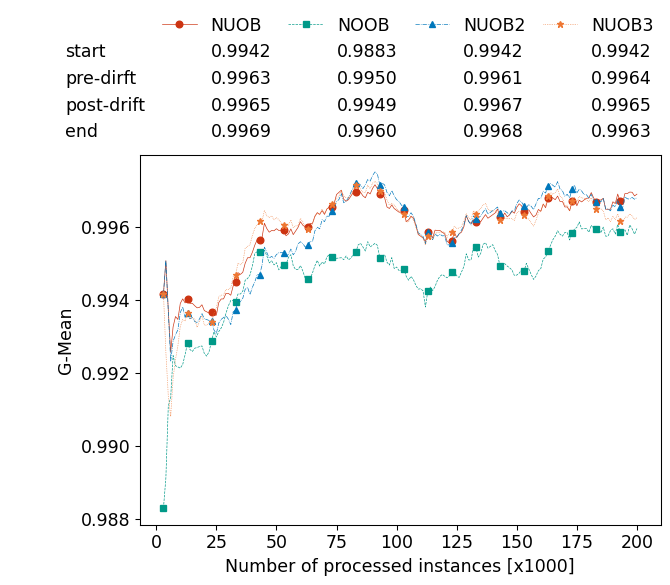 NUOB NOOB NUOB2 NUOB3
start 0.9942 0.9883 0.9942 0.9942
pre-dirft 0.9963 0.9950 0.9961 0.9964
post-drift 0.9965 0.9949 0.9967 0.9965
end 0.9969 0.9960 0.9968 0.9963
G-Mean
0.996
0.994
0.992
0.990
0.988
0 25 50 75 100 125 150 175 200
Number of processed instances [x1000]